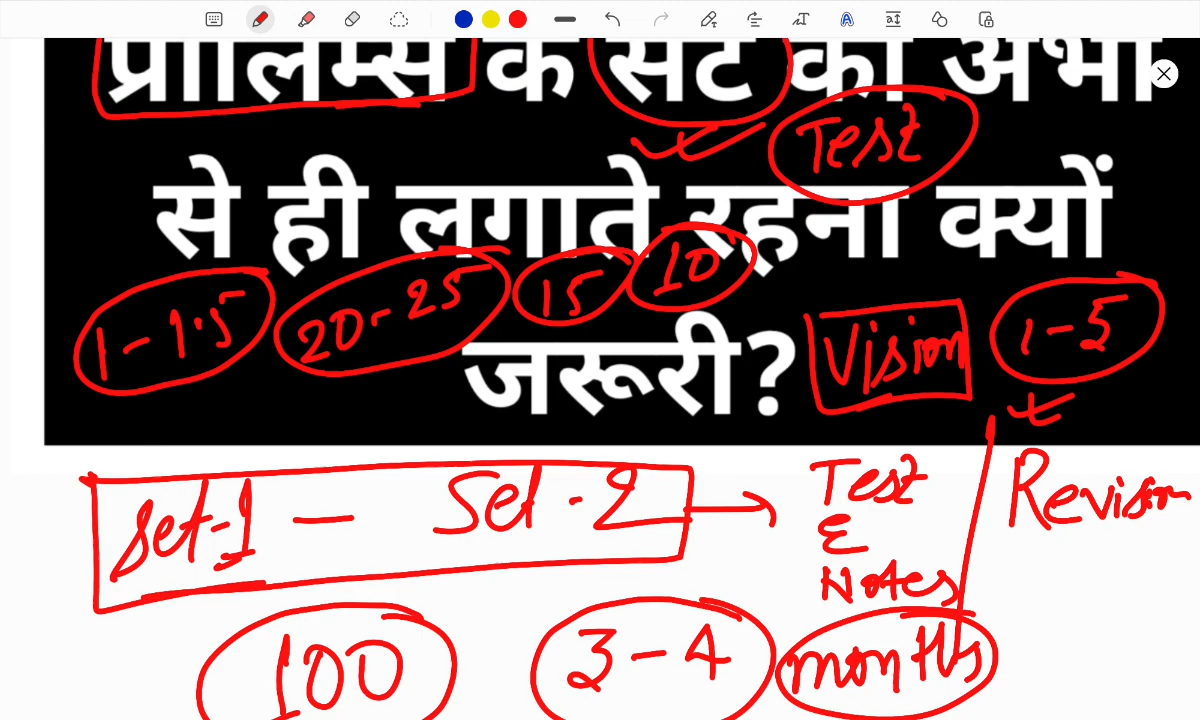 प्रीलिम्स के सेट को अभी
Test
से ही लगाते रहना क्यों
1-1.5 20-25 15 10
जरूरी? Vision 1-5
Set-1 — Set-2 → Test & Notes
Revision
100 3-4 months